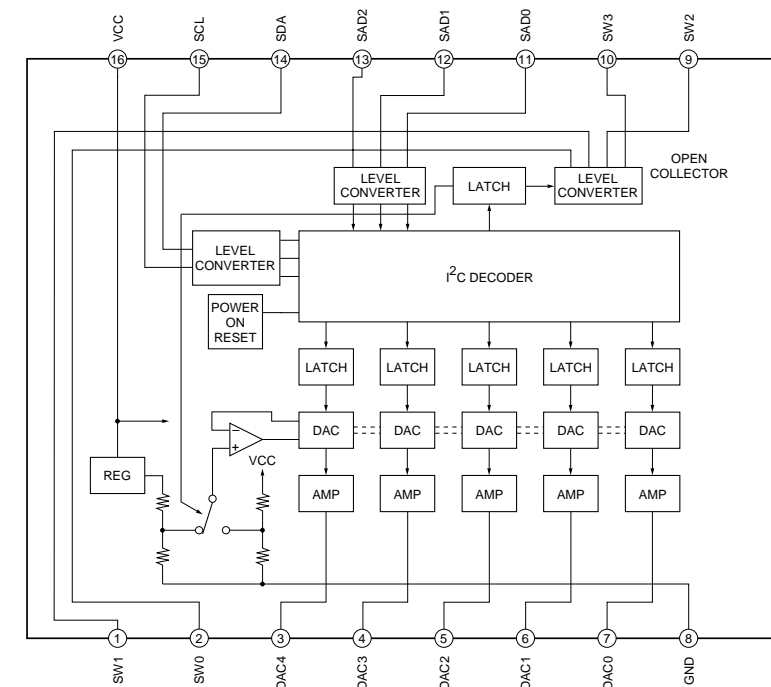 VCC
SCL
SDA
SAD2
SAD1
SAD0
SW3
SW2
16
15
14
13
12
11
10
9
OPEN
COLLECTOR
LEVEL
CONVERTER
LATCH
LEVEL
CONVERTER
LEVEL
CONVERTER
I2C DECODER
POWER
ON
RESET
LATCH
LATCH
LATCH
LATCH
LATCH
−
+
DAC
DAC
DAC
DAC
DAC
VCC
REG
AMP
AMP
AMP
AMP
AMP
1
2
3
4
5
6
7
8
SW1
SW0
DAC4
DAC3
DAC2
DAC1
DAC0
GND